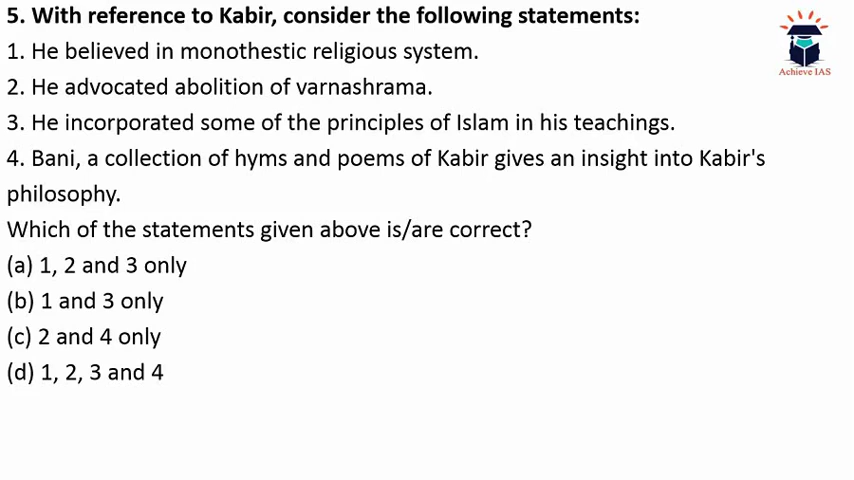 5. With reference to Kabir, consider the following statements:
1. He believed in monothestic religious system.
2. He advocated abolition of varnashrama.
3. He incorporated some of the principles of Islam in his teachings.
4. Bani, a collection of hyms and poems of Kabir gives an insight into Kabir's
philosophy.
Which of the statements given above is/are correct?
(a) 1, 2 and 3 only
(b) 1 and 3 only
(c) 2 and 4 only
(d) 1, 2, 3 and 4
Achieve IAS